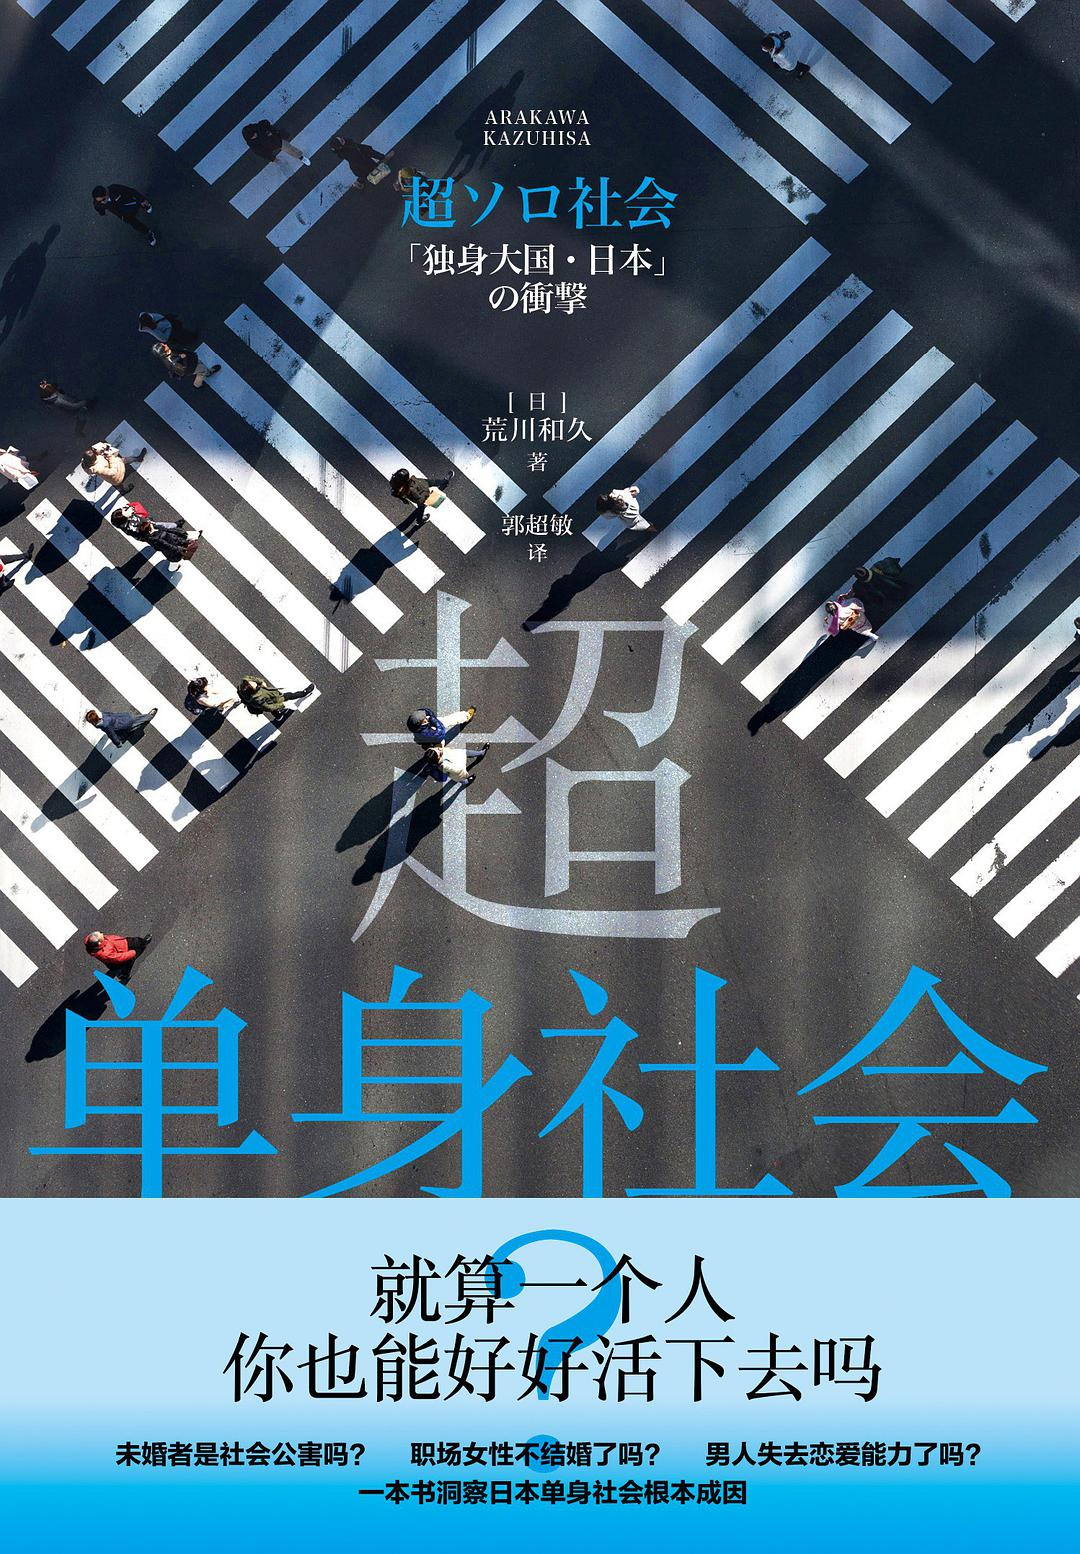 ARAKAWA
KAZUHISA
超ソロ社会
「独身大国・日本」
の衝撃
[ 日 ]
荒川和久
著
郭超敏
译
超
单身社会
?
就算一个人
你也能好好活下去吗
未婚者是社会公害吗? 职场女性不结婚了吗? 男人失去恋爱能力了吗?
一本书洞察日本单身社会根本成因